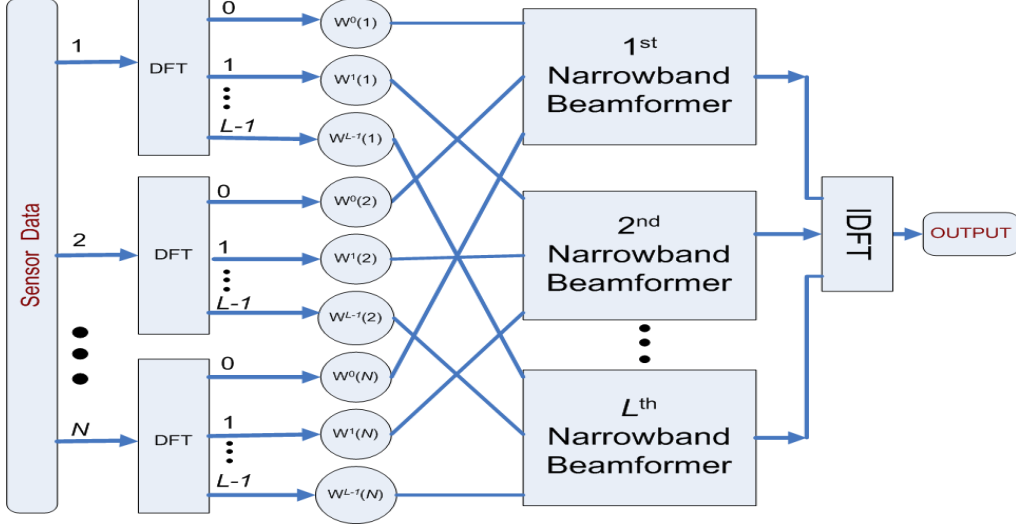 Sensor Data
1
2
N
DFT
0
1
L-1
DFT
0
1
L-1
DFT
0
1
L-1
W⁰(1)
W¹(1)
Wᴸ⁻¹(1)
W⁰(2)
W¹(2)
Wᴸ⁻¹(2)
W⁰(N)
W¹(N)
Wᴸ⁻¹(N)
1ˢᵗ
Narrowband
Beamformer
2ⁿᵈ
Narrowband
Beamformer
Lᵗʰ
Narrowband
Beamformer
IDFT
OUTPUT